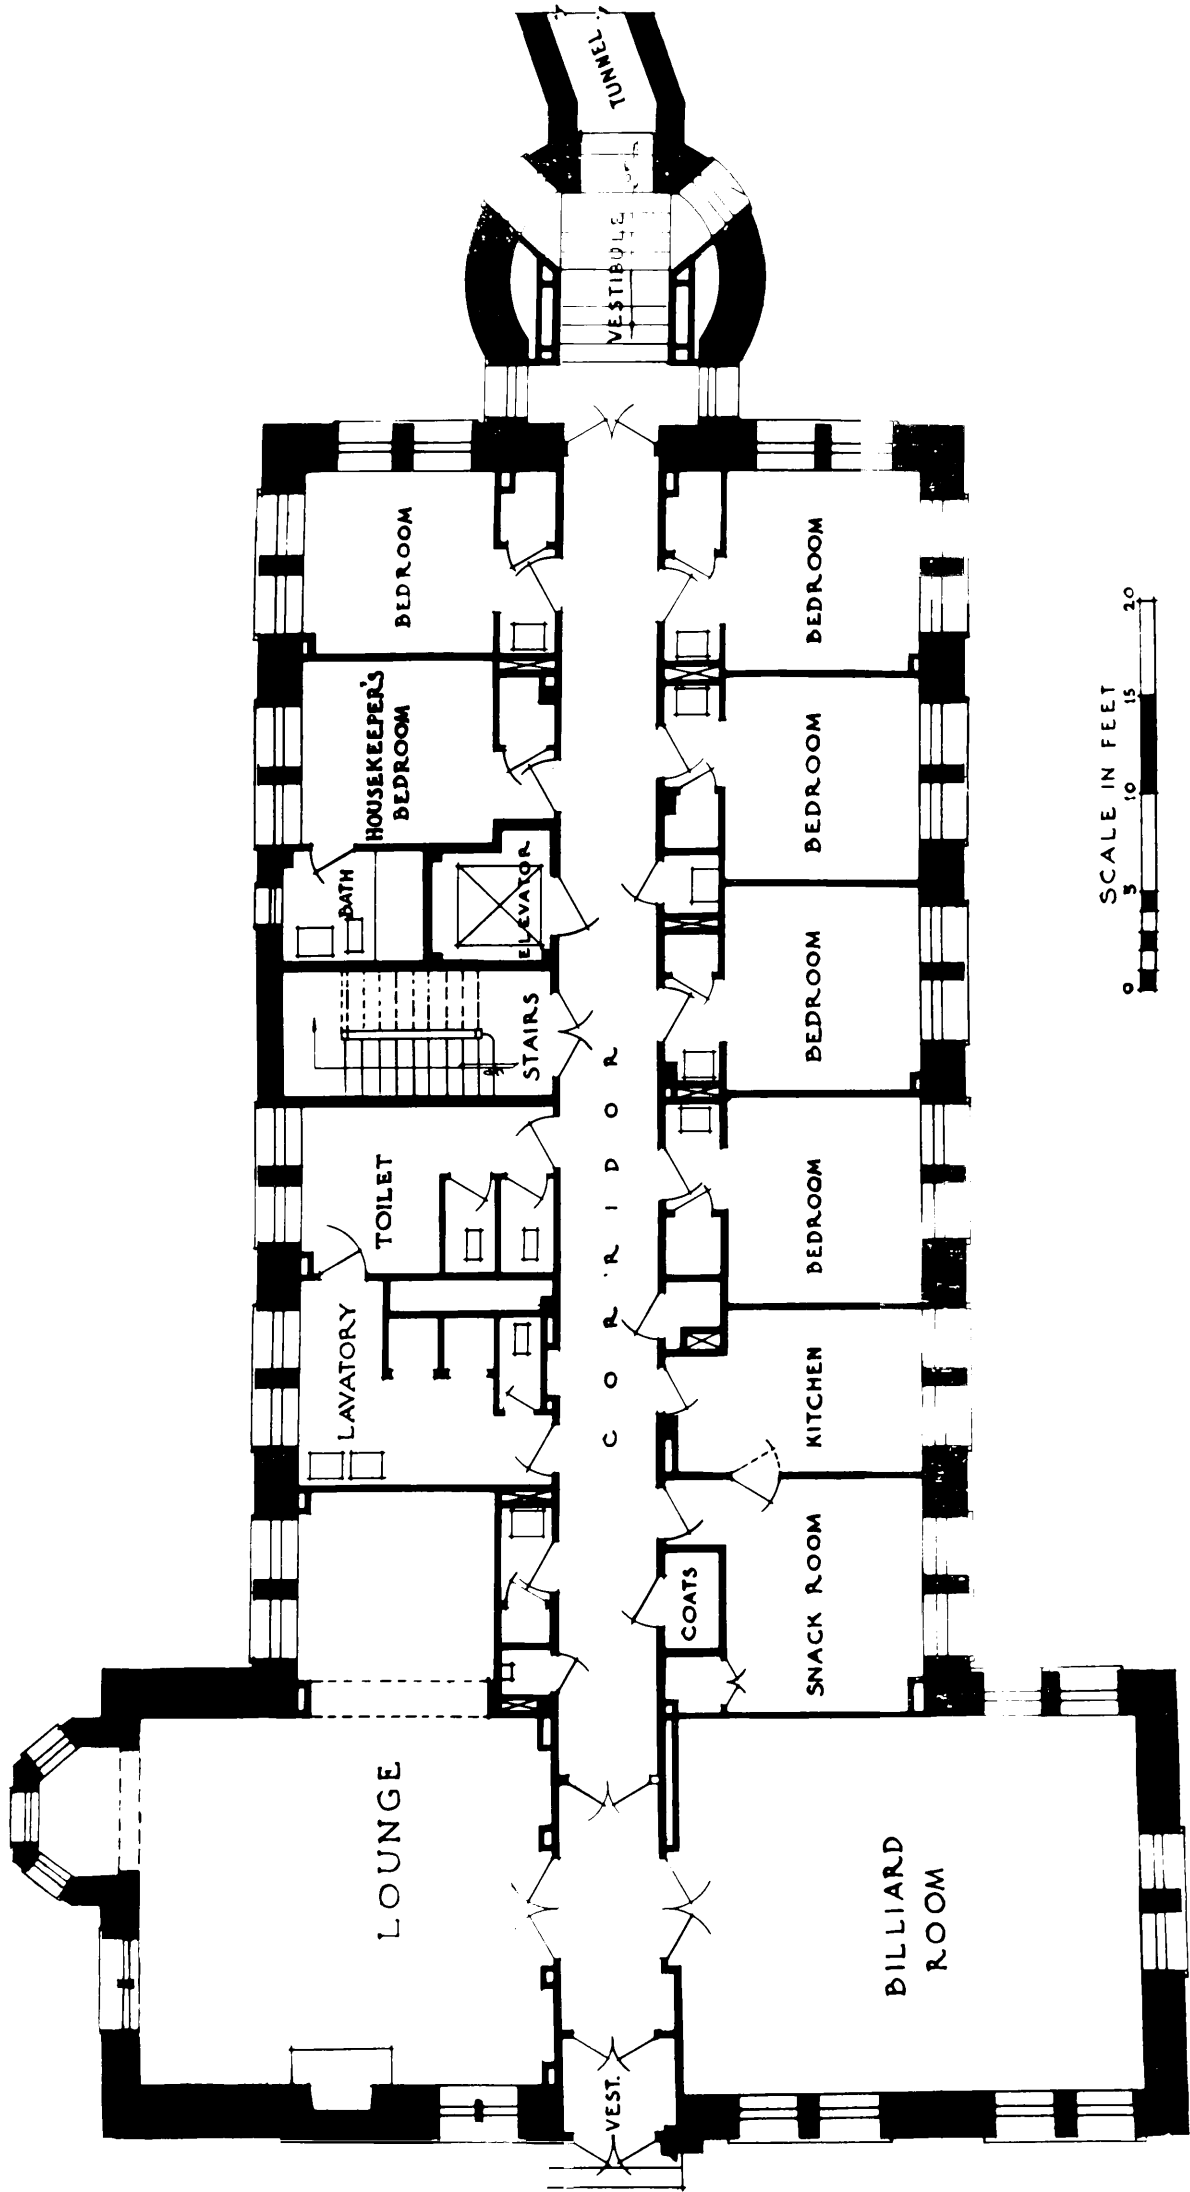 TUNNEL
VESTIBULE
BEDROOM
BEDROOM
HOUSEKEEPER'S
BEDROOM
BEDROOM
BATH
ELEVATOR
BEDROOM
STAIRS
CORRIDOR
TOILET
BEDROOM
LAVATORY
KITCHEN
SNACK ROOM
COATS
LOUNGE
BILLIARD
ROOM
VEST.
SCALE IN FEET
0 5 10 15 20